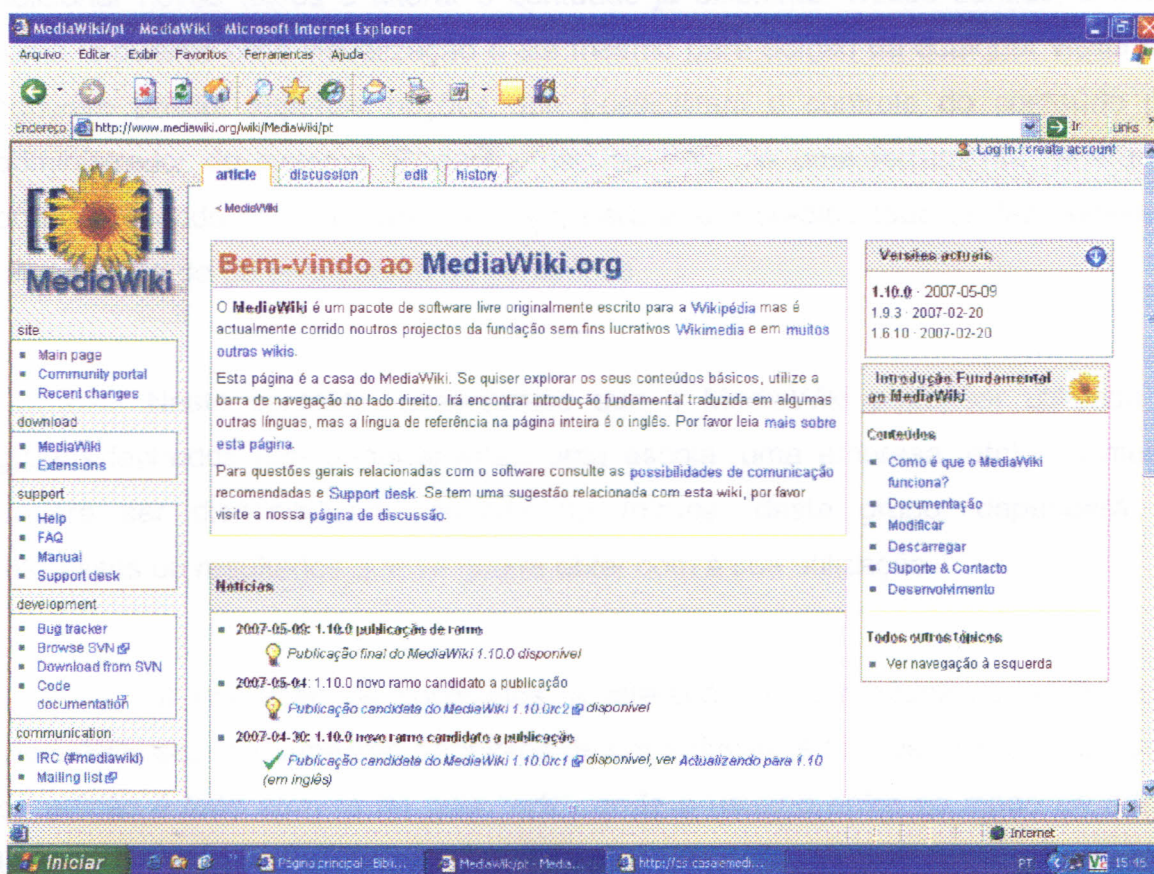 MediaWiki/pt - MediaWiki - Microsoft Internet Explorer
Arquivo Editar Exibir Favoritos Ferramentas Ajuda
Endereço http://www.mediawiki.org/wiki/MediaWiki/pt Ir Links
Log in / create account
article discussion edit history
< MediaWiki
MediaWiki
site
Main page
Community portal
Recent changes
download
MediaWiki
Extensions
support
Help
FAQ
Manual
Support desk
development
Bug tracker
Browse SVN
Download from SVN
Code
documentation
communication
IRC (#mediawiki)
Mailing list
Bem-vindo ao MediaWiki.org
O MediaWiki é um pacote de software livre originalmente escrito para a Wikipédia mas é
actualmente corrido noutros projectos da fundação sem fins lucrativos Wikimedia e em muitos
outras wikis.
Esta página é a casa do MediaWiki. Se quiser explorar os seus conteúdos básicos, utilize a
barra de navegação no lado direito. Irá encontrar introdução fundamental traduzida em algumas
outras línguas, mas a língua de referência na página inteira é o inglês. Por favor leia mais sobre
esta página.
Para questões gerais relacionadas com o software consulte as possibilidades de comunicação
recomendadas e Support desk. Se tem uma sugestão relacionada com esta wiki, por favor
visite a nossa página de discussão.
Notícias
2007-05-09: 1.10.0 publicação de ramo
Publicação final do MediaWiki 1.10.0 disponível
2007-05-04: 1.10.0 novo ramo candidato a publicação
Publicação candidata do MediaWiki 1.10.0rc2 disponível
2007-04-30: 1.10.0 novo ramo candidato a publicação
Publicação candidata do MediaWiki 1.10.0rc1 disponível, ver Actualizando para 1.10
(em inglês)
Versões actuais
1.10.0 · 2007-05-09
1.9.3 · 2007-02-20
1.6.10 · 2007-02-20
Introdução Fundamental
ao MediaWiki
Conteúdos
Como é que o MediaWiki
funciona?
Documentação
Modificar
Descarregar
Suporte & Contacto
Desenvolvimento
Todos outros tópicos
Ver navegação à esquerda
Internet
Iniciar Página principal - Bibl... MediaWiki/pt - Media... PT 15:45